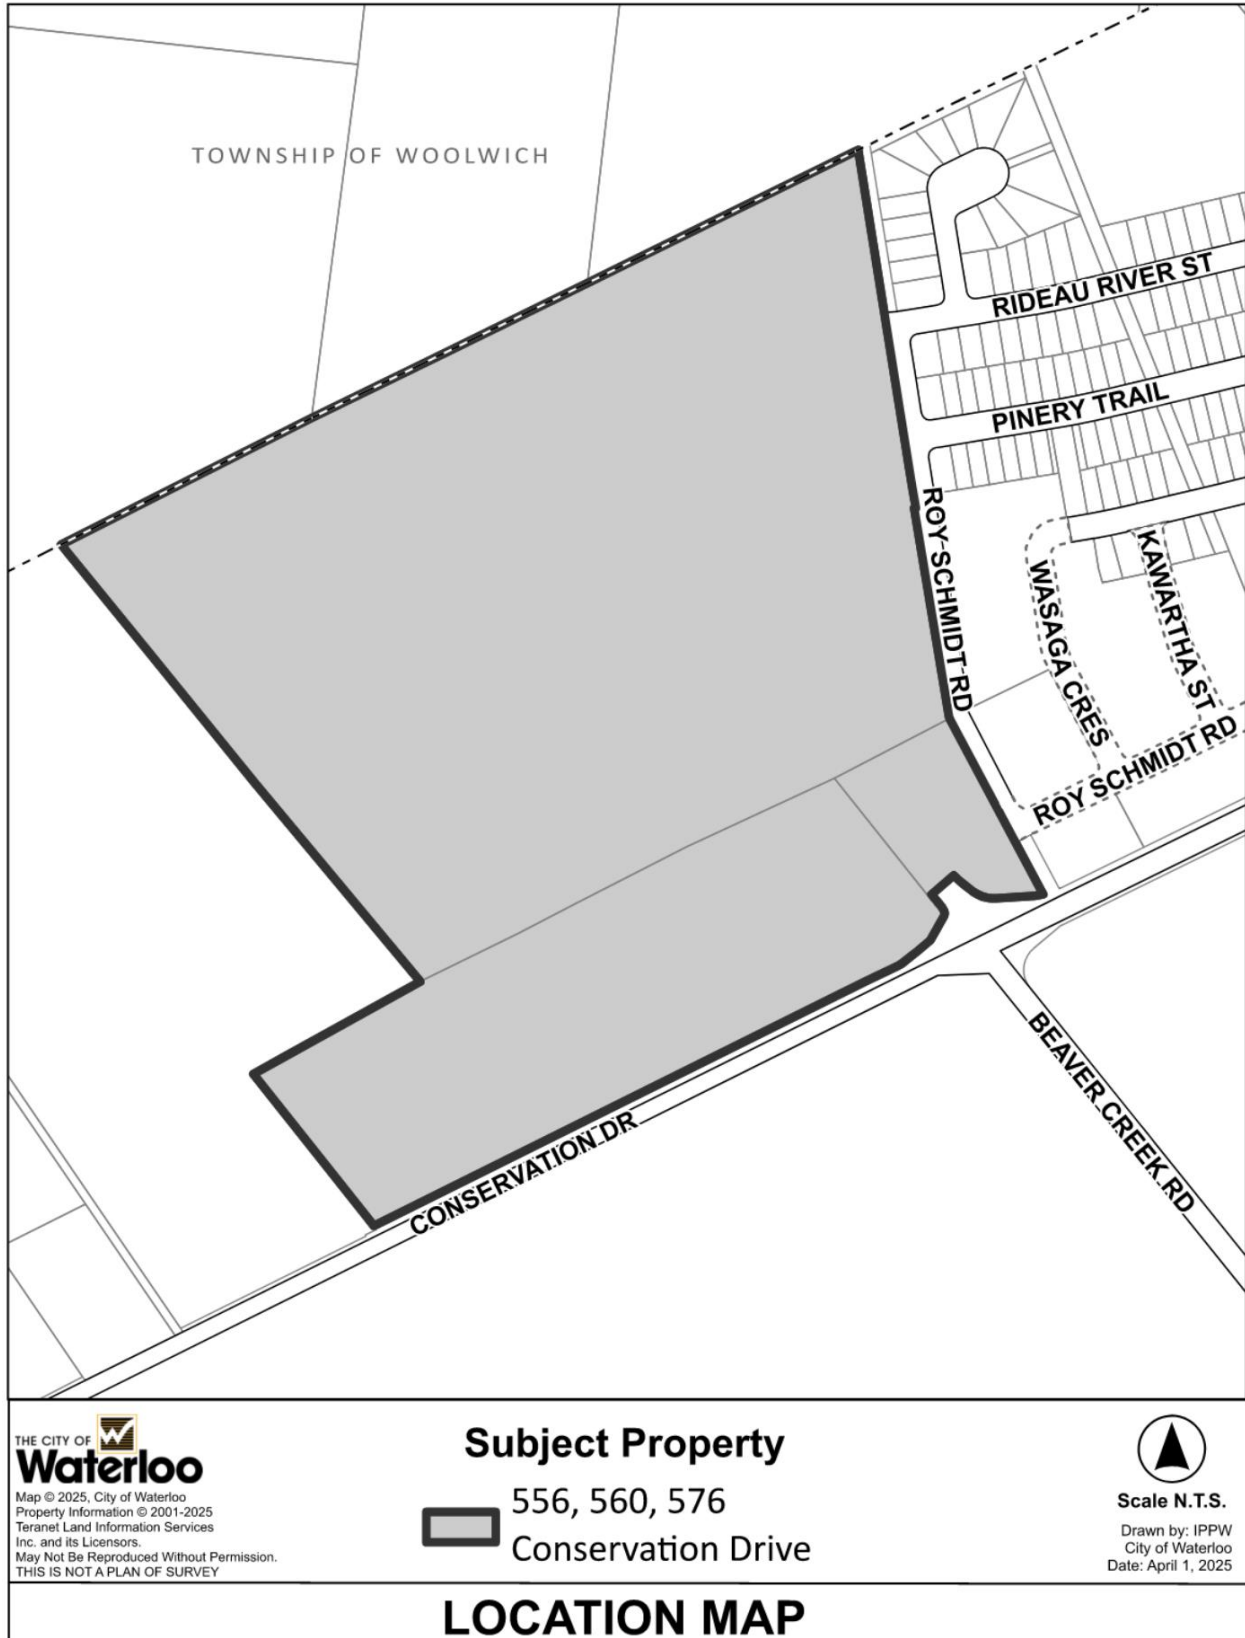 TOWNSHIP OF WOOLWICH
RIDEAU RIVER ST
PINERY TRAIL
ROY SCHMIDT RD
WASAGA CRES
KAWARTHA ST
ROY SCHMIDT RD
CONSERVATION DR
BEAVER CREEK RD
THE CITY OF
Waterloo
Map © 2025, City of Waterloo
Property Information © 2001-2025
Teranet Land Information Services
Inc. and its Licensors.
May Not Be Reproduced Without Permission.
THIS IS NOT A PLAN OF SURVEY
Subject Property
556, 560, 576
Conservation Drive
Scale N.T.S.
Drawn by: IPPW
City of Waterloo
Date: April 1, 2025
LOCATION MAP